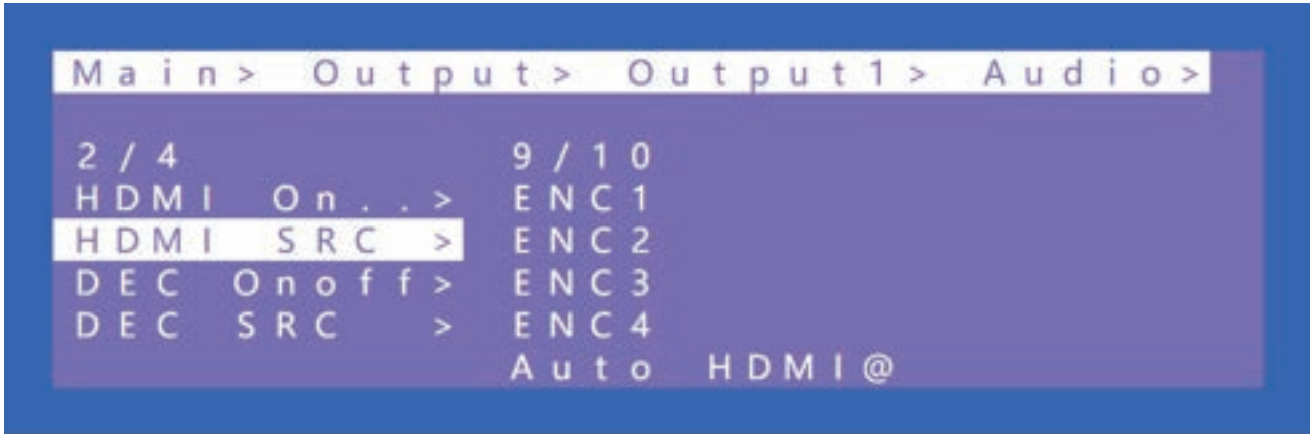 Main> Output> Output1> Audio>
2/4
HDMI On..>
HDMI SRC >
DEC Onoff>
DEC SRC >
9/10
ENC1
ENC2
ENC3
ENC4
Auto HDMI@